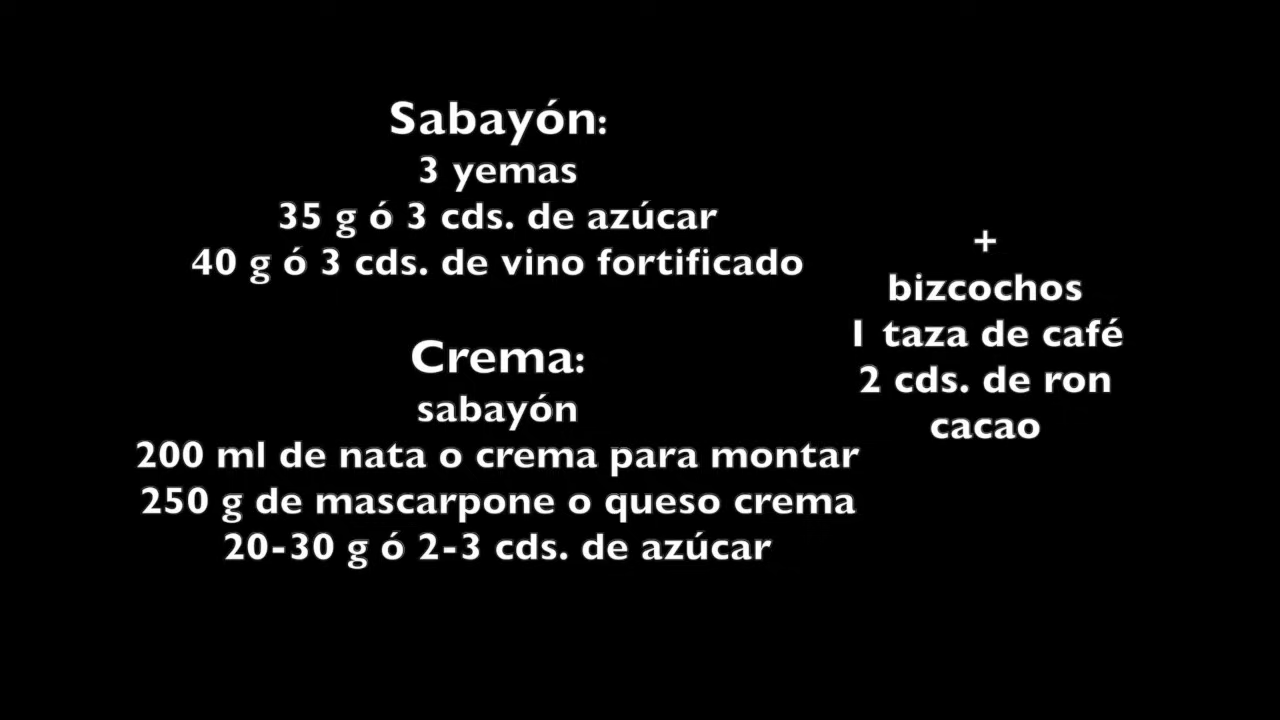 Sabayón:
3 yemas
35 g ó 3 cds. de azúcar
40 g ó 3 cds. de vino fortificado
Crema:
sabayón
200 ml de nata o crema para montar
250 g de mascarpone o queso crema
20-30 g ó 2-3 cds. de azúcar
+
bizcochos
1 taza de café
2 cds. de ron
cacao